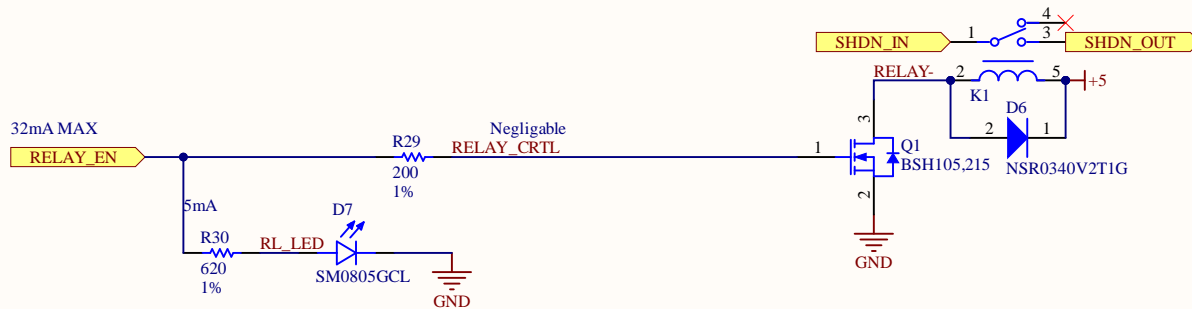 4
SHDN_IN
1
3
SHDN_OUT
RELAY-
2
5
+5
K1
D6
32mA MAX
Negligable
3
2
1
R29
RELAY_EN
RELAY_CRTL
1
Q1
200
BSH105,215
NSR0340V2T1G
1%
2
5mA
D7
R30
RL_LED
GND
620
SM0805GCL
1%
GND